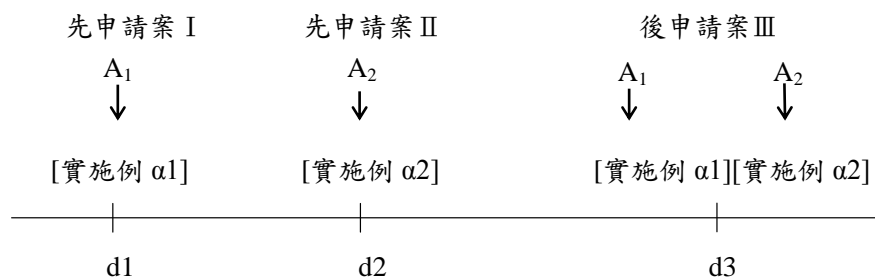 先申請案Ⅰ 先申請案Ⅱ 後申請案Ⅲ
A₁ A₂ A₁ A₂
[實施例 α1] [實施例 α2] [實施例 α1][實施例 α2]
d1 d2 d3